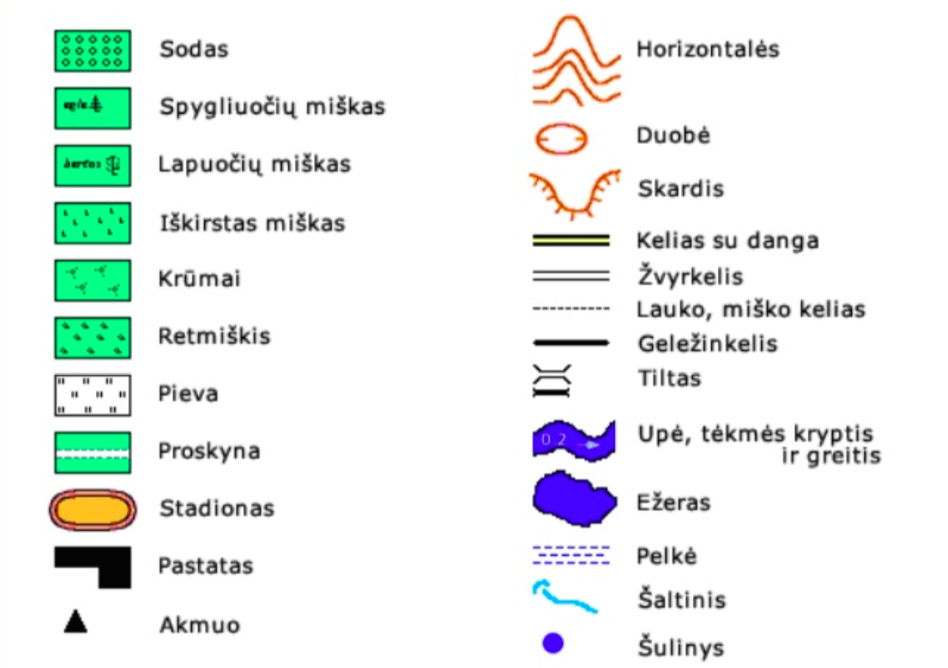 Sodas
Spygliuočių miškas
Lapuočių miškas
Iškirstas miškas
Krūmai
Retmiškis
Pieva
Proskyna
Stadionas
Pastatas
Akmuo
Horizontalės
Duobė
Skardis
Kelias su danga
Žvyrkelis
Lauko, miško kelias
Geležinkelis
Tiltas
0 2
Upė, tėkmės kryptis
ir greitis
Ežeras
Pelkė
Šaltinis
Šulinys